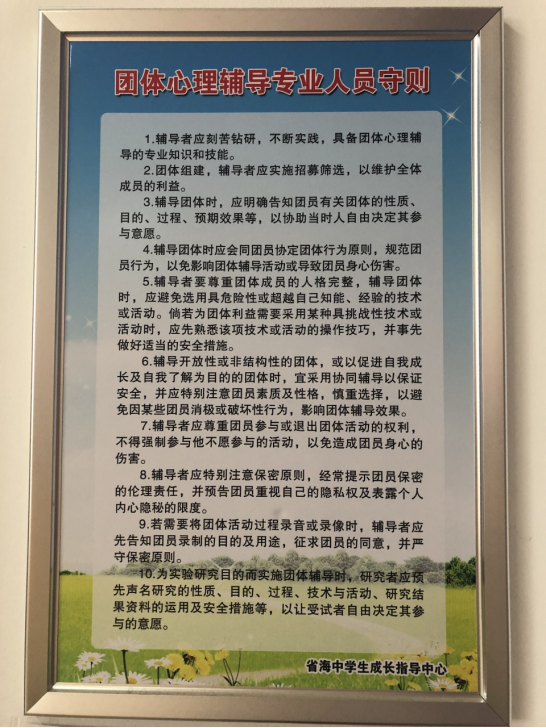 团体心理辅导专业人员守则
1.辅导者应刻苦钻研，不断实践，具备团体心理辅
导的专业知识和技能。
2.团体组建，辅导者应实施招募筛选，以维护全体
成员的利益。
3.辅导团体时，应明确告知团员有关团体的性质、
目的、过程、预期效果等，以协助当时人自由决定其参
与意愿。
4.辅导团体时应会同团员协定团体行为原则，规范团
员行为，以免影响团体辅导活动或导致团员身心伤害。
5.辅导者要尊重团体成员的人格完整，辅导团体
时，应避免选用具危险性或超越自己知能、经验的技术
或活动。倘若为团体利益需要采用某种具挑战性技术或
活动时，应先熟悉该项技术或活动的操作技巧，并事先
做好适当的安全措施。
6.辅导开放性或非结构性的团体，或以促进自我成
长及自我了解为目的的团体时，宜采用协同辅导以保证
安全，并应特别注意团员素质及性格，慎重选择，以避
免因某些团员消极或破坏性行为，影响团体辅导效果。
7.辅导者应尊重团员参与或退出团体活动的权利，
不得强制参与他不愿参与的活动，以免造成团员身心的
伤害。
8.辅导者应特别注意保密原则，经常提示团员保密
的伦理责任，并预告团员重视自己的隐私权及表露个人
内心隐秘的限度。
9.若需要将团体活动过程录音或录像时，辅导者应
先告知团员录制的目的及用途，征求团员的同意，并严
守保密原则。
10.为实验研究目的而实施团体辅导时，研究者应预
先声名研究的性质、目的、过程、技术与活动、研究结
果资料的运用及安全措施等，以让受试者自由决定其参
与的意愿。
省海中学生成长指导中心